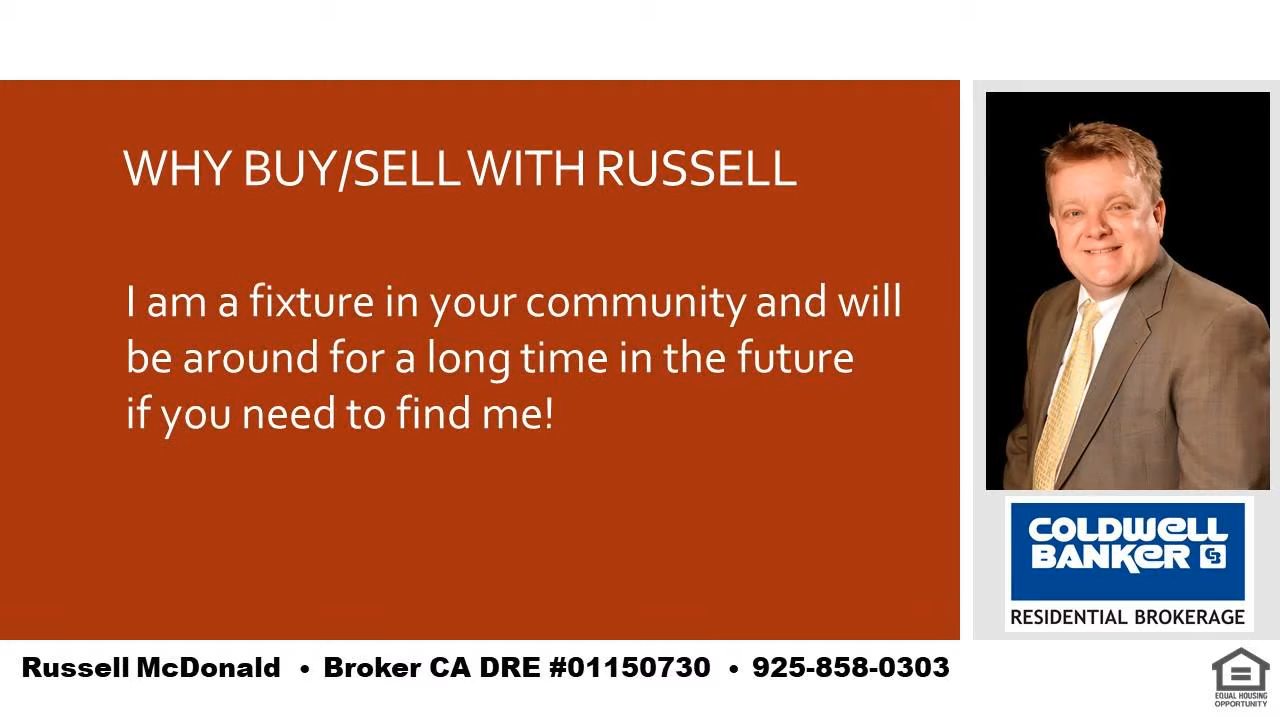 WHY BUY/SELL WITH RUSSELL
I am a fixture in your community and will
be around for a long time in the future
if you need to find me!
COLDWELL
BANKER CB
RESIDENTIAL BROKERAGE
Russell McDonald • Broker CA DRE #01150730 • 925-858-0303
EQUAL HOUSING
OPPORTUNITY